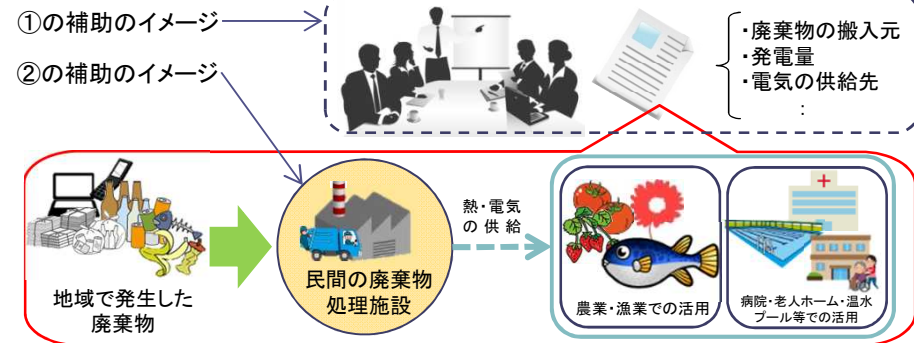 ①の補助のイメージ
②の補助のイメージ
・廃棄物の搬入元
・発電量
・電気の供給先
:
地域で発生した
廃棄物
民間の廃棄物
処理施設
熱・電気
の供給
農業・漁業での活用
病院・老人ホーム・温水
プール等での活用